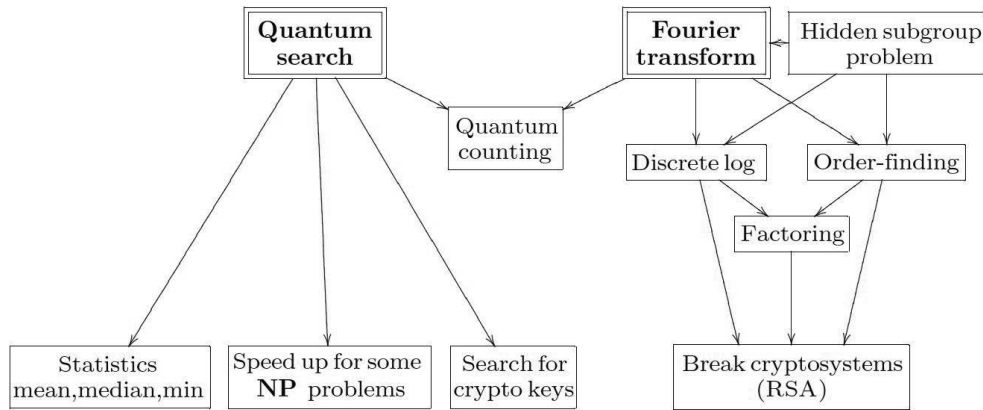 Quantum
search
Fourier
transform
Hidden subgroup
problem
Quantum
counting
Discrete log
Order-finding
Factoring
Statistics
mean,median,min
Speed up for some
NP problems
Search for
crypto keys
Break cryptosystems
(RSA)